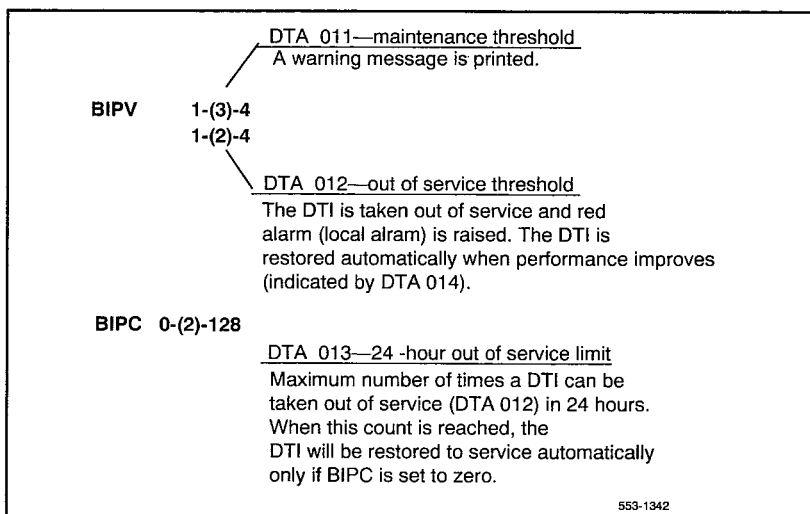 DTA 011—maintenance threshold
A warning message is printed.
BIPV 1-(3)-4
1-(2)-4
DTA 012—out of service threshold
The DTI is taken out of service and red
alarm (local alram) is raised. The DTI is
restored automatically when performance improves
(indicated by DTA 014).
BIPC 0-(2)-128
DTA 013—24 -hour out of service limit
Maximum number of times a DTI can be
taken out of service (DTA 012) in 24 hours.
When this count is reached, the
DTI will be restored to service automatically
only if BIPC is set to zero.
553-1342